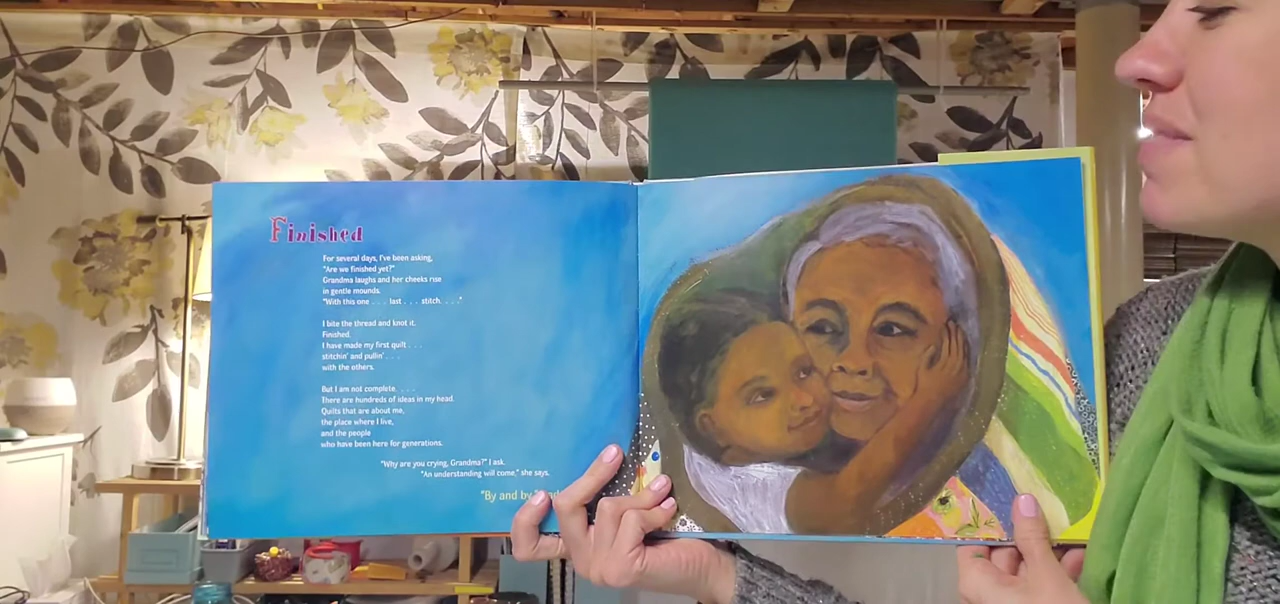 Finished
For several days, I've been asking,
"Are we finished yet?"
Grandma laughs and her cheeks rise
in gentle mounds.
"With this one . . . last . . . stitch. . . ."
I bite the thread and knot it.
Finished.
I have made my first quilt . . .
stitchin' and pullin' . . .
with the others.
But I am not complete. . . .
There are hundreds of ideas in my head.
Quilts that are about me,
the place where I live,
and the people
who have been here for generations.
"Why are you crying, Grandma?" I ask.
"An understanding will come," she says.
"By and by